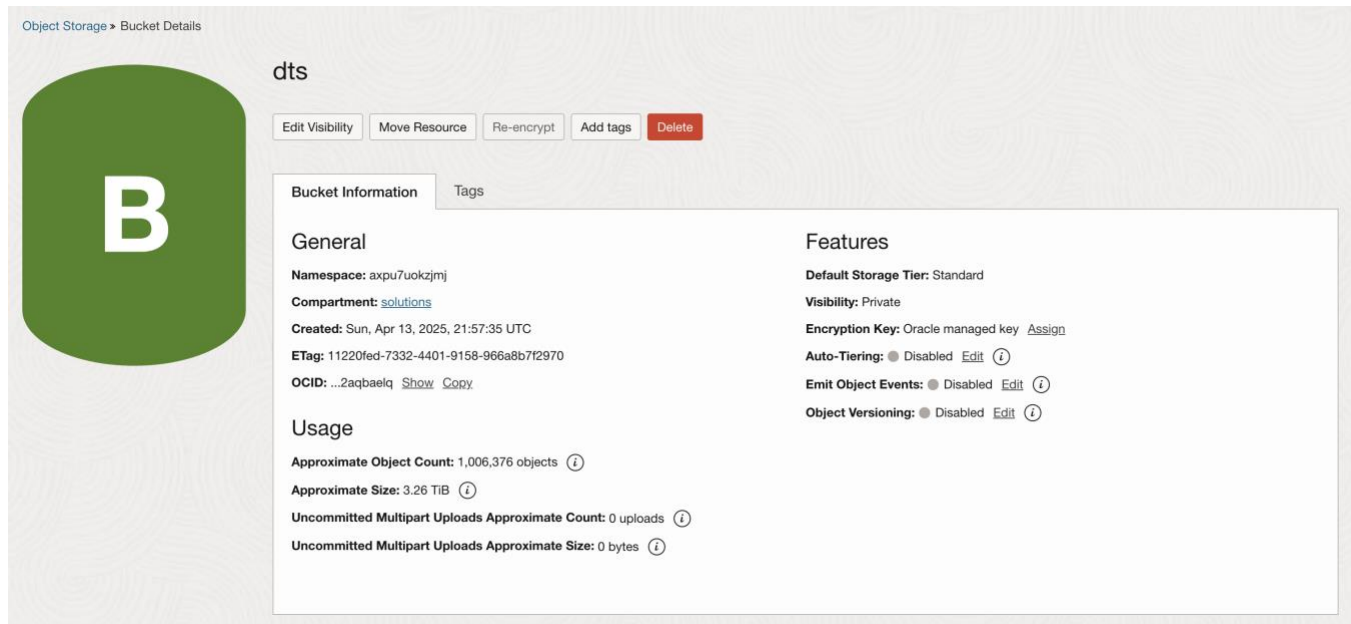 Object Storage » Bucket Details
B
dts
Edit Visibility Move Resource Re-encrypt Add tags Delete
Bucket Information Tags
General
Namespace: axpu7uokzjmj
Compartment: solutions
Created: Sun, Apr 13, 2025, 21:57:35 UTC
ETag: 11220fed-7332-4401-9158-966a8b7f2970
OCID: ...2aqbaelq Show Copy
Usage
Approximate Object Count: 1,006,376 objects i
Approximate Size: 3.26 TiB i
Uncommitted Multipart Uploads Approximate Count: 0 uploads i
Uncommitted Multipart Uploads Approximate Size: 0 bytes i
Features
Default Storage Tier: Standard
Visibility: Private
Encryption Key: Oracle managed key Assign
Auto-Tiering: Disabled Edit i
Emit Object Events: Disabled Edit i
Object Versioning: Disabled Edit i